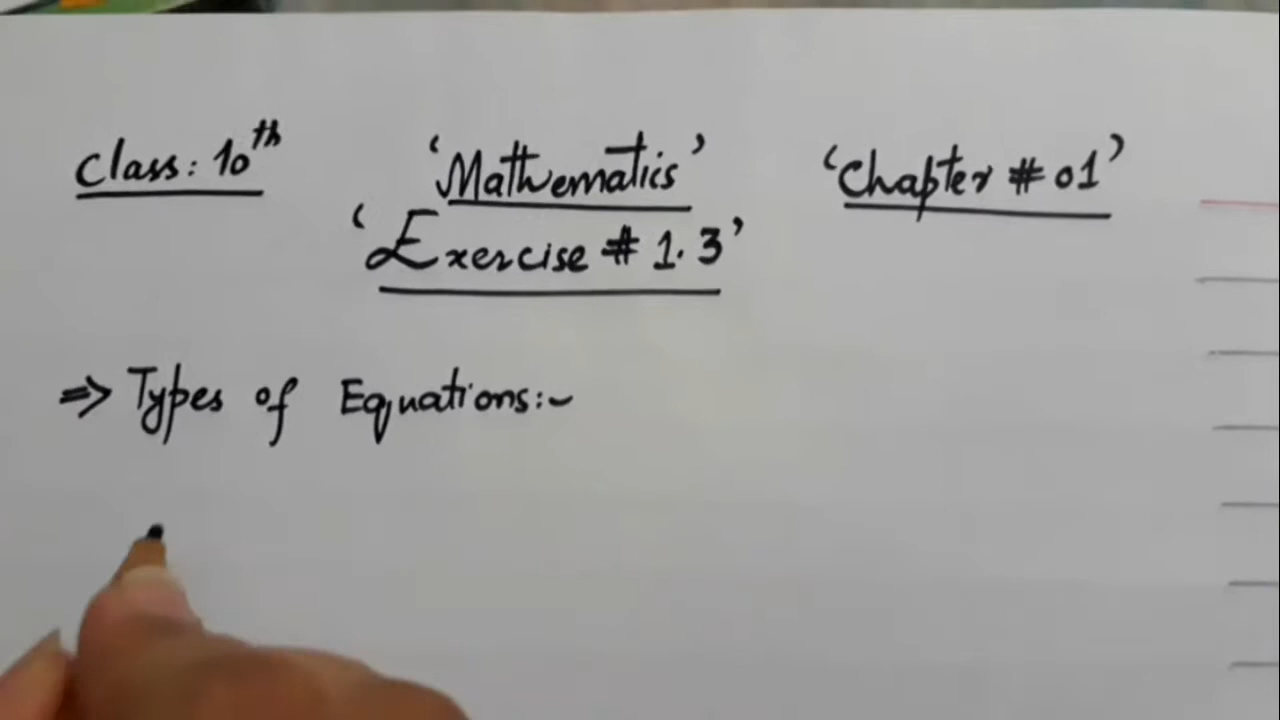 Class: 10th 'Mathematics' 'Chapter # 01'
'Exercise # 1.3'
⇒ Types of Equations:-